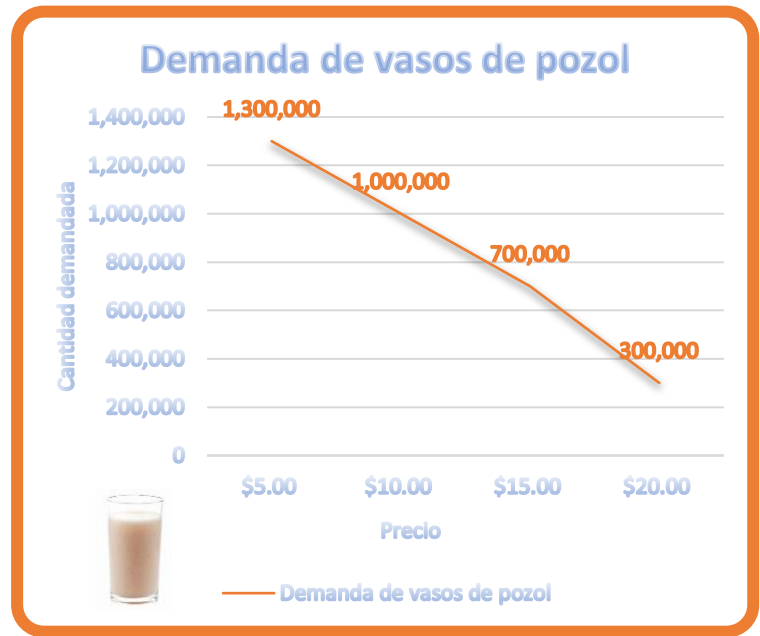 Demanda de vasos de pozol
1,400,000
1,200,000
1,000,000
800,000
600,000
400,000
200,000
0
Cantidad demandada
1,300,000
1,000,000
700,000
300,000
$5.00 $10.00 $15.00 $20.00
Precio
Demanda de vasos de pozol